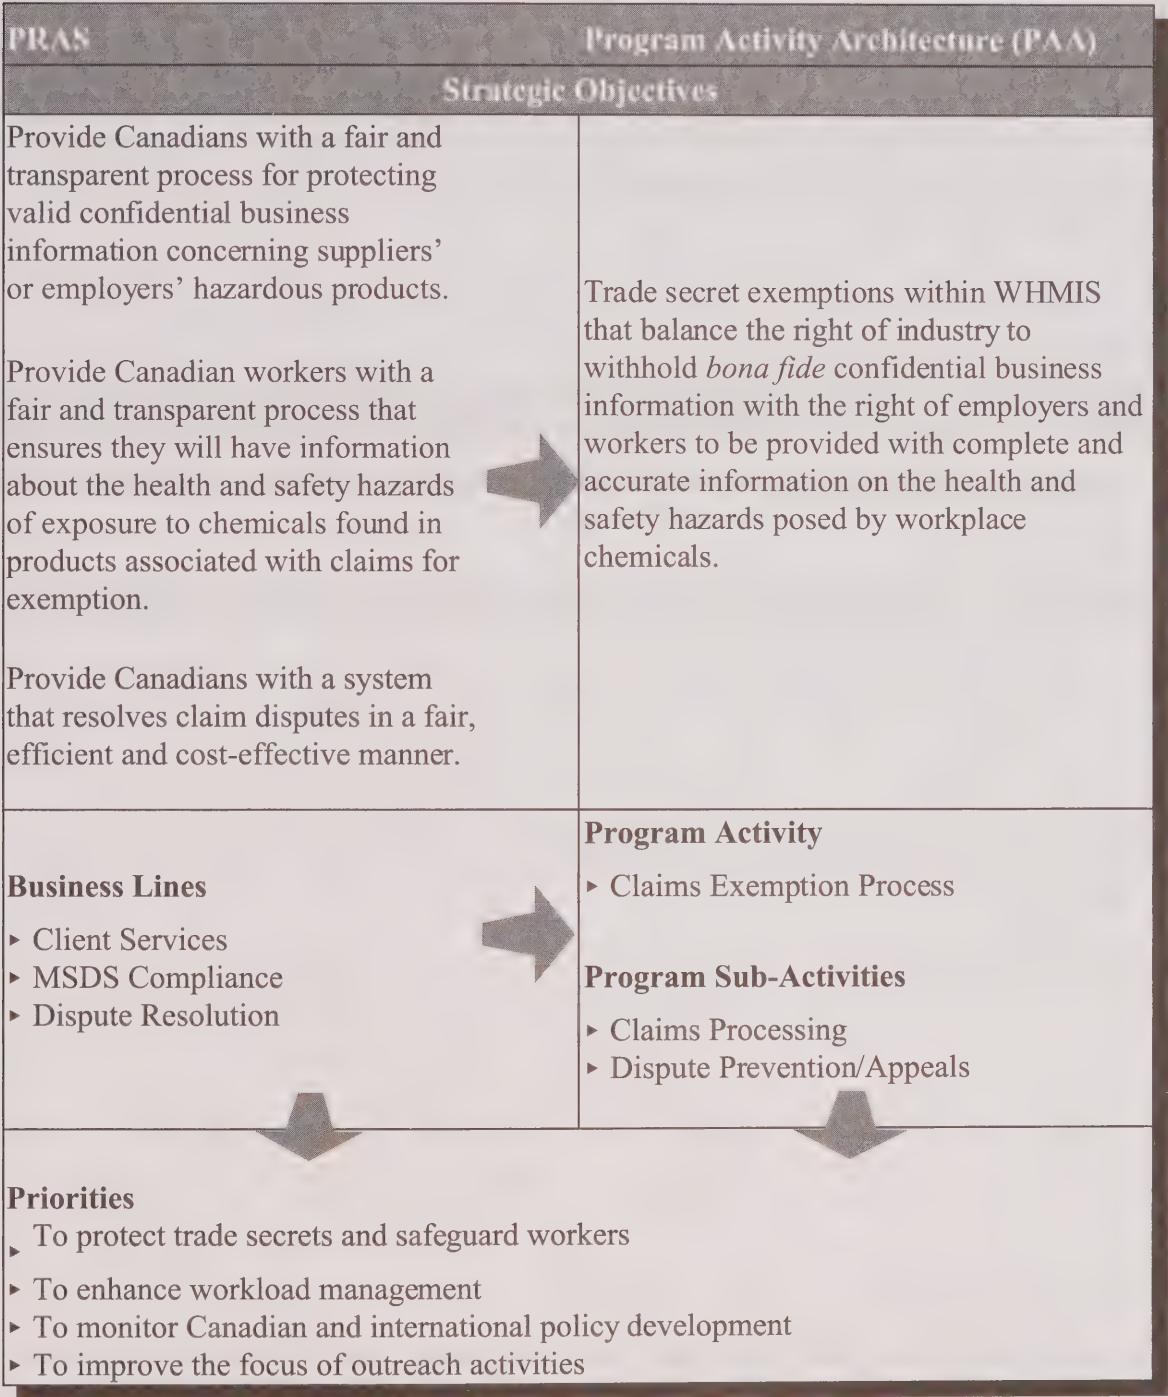 PRAS
Program Activity Architecture (PAA)
Strategic Objectives
Provide Canadians with a fair and
transparent process for protecting
valid confidential business
information concerning suppliers’
or employers’ hazardous products.
Provide Canadian workers with a
fair and transparent process that
ensures they will have information
about the health and safety hazards
of exposure to chemicals found in
products associated with claims for
exemption.
Provide Canadians with a system
that resolves claim disputes in a fair,
efficient and cost-effective manner.
Trade secret exemptions within WHMIS
that balance the right of industry to
withhold bona fide confidential business
information with the right of employers and
workers to be provided with complete and
accurate information on the health and
safety hazards posed by workplace
chemicals.
Business Lines
▸ Client Services
▸ MSDS Compliance
▸ Dispute Resolution
Program Activity
▸ Claims Exemption Process
Program Sub-Activities
▸ Claims Processing
▸ Dispute Prevention/Appeals
Priorities
▸ To protect trade secrets and safeguard workers
▸ To enhance workload management
▸ To monitor Canadian and international policy development
▸ To improve the focus of outreach activities